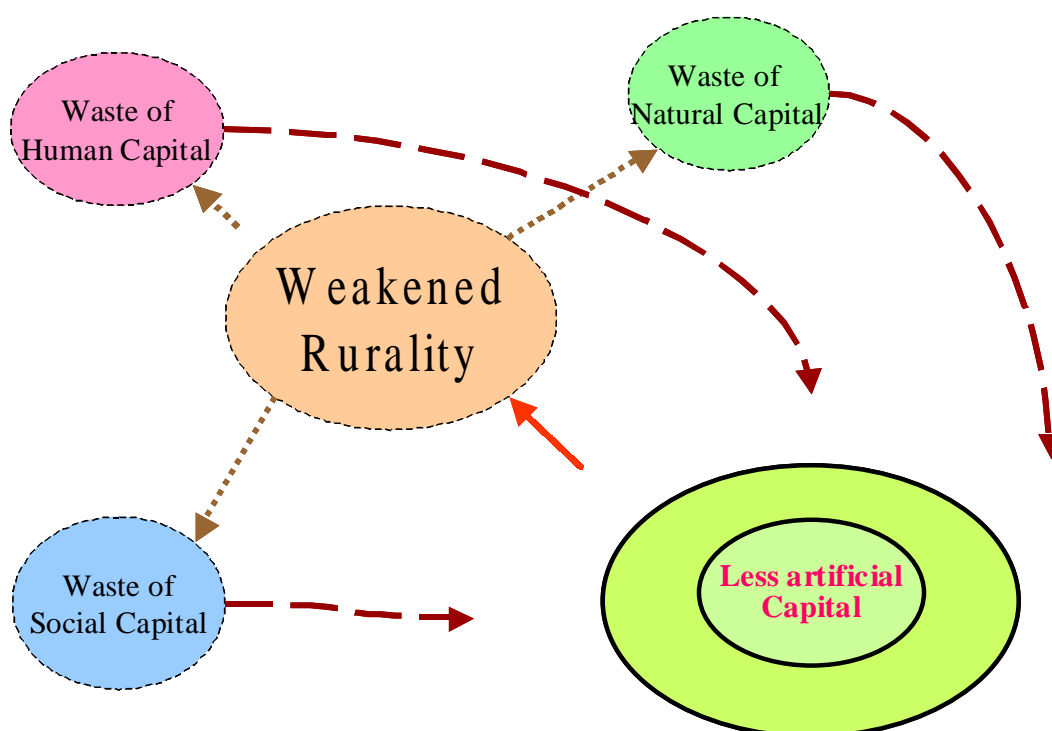 Waste of
Human Capital
Waste of
Natural Capital
Weakened
Rurality
Waste of
Social Capital
Less artificial
Capital